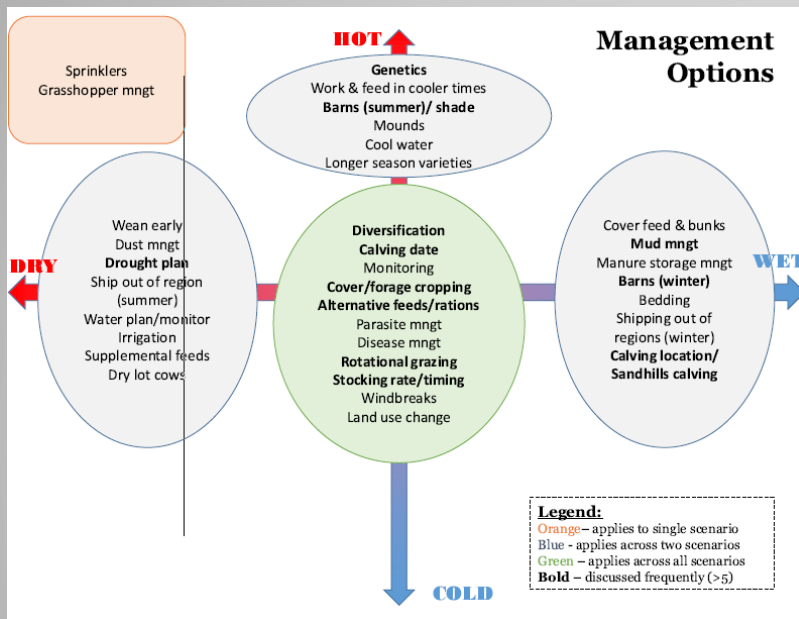 Management
Options
HOT
Sprinklers
Grasshopper mngt
Genetics
Work & feed in cooler times
Barns (summer)/ shade
Mounds
Cool water
Longer season varieties
DRY
Wean early
Dust mngt
Drought plan
Ship out of region
(summer)
Water plan/monitor
Irrigation
Supplemental feeds
Dry lot cows
Diversification
Calving date
Monitoring
Cover/forage cropping
Alternative feeds/rations
Parasite mngt
Disease mngt
Rotational grazing
Stocking rate/timing
Windbreaks
Land use change
Cover feed & bunks
Mud mngt
Manure storage mngt
Barns (winter)
Bedding
Shipping out of
regions (winter)
Calving location/
Sandhills calving
WET
COLD
Legend:
Orange– applies to single scenario
Blue - applies across two scenarios
Green – applies across all scenarios
Bold – discussed frequently (>5)